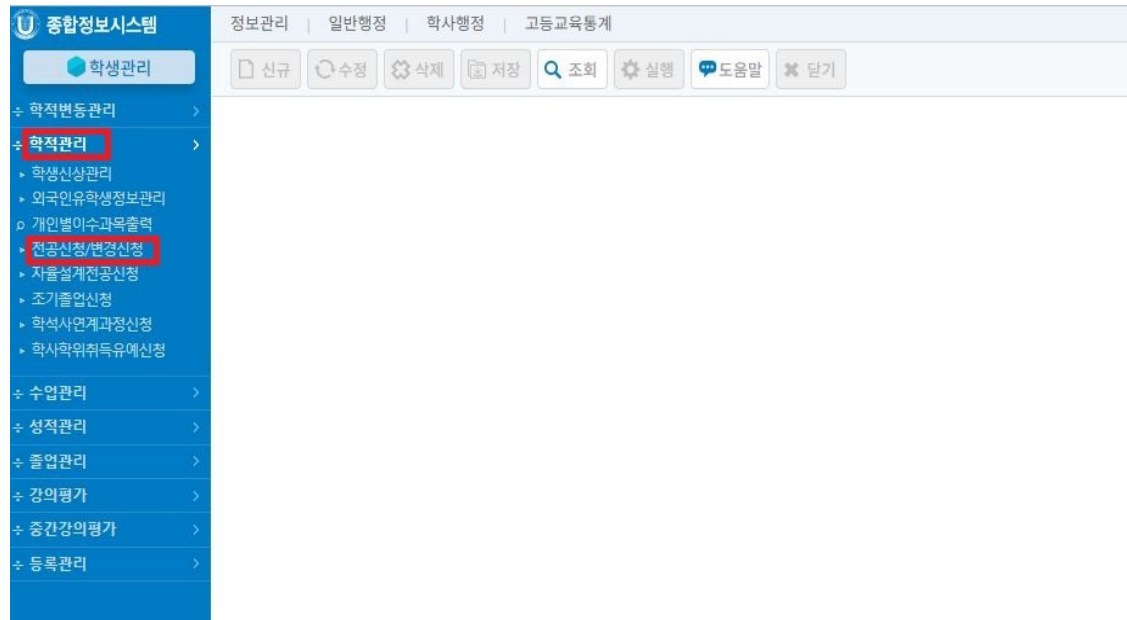 종합정보시스템
정보관리 | 일반행정 | 학사행정 | 고등교육통계
학생관리
신규 수정 삭제 저장 조회 실행 도움말 닫기
학적변동관리
학적관리
학생신상관리
외국인유학생정보관리
개인별이수과목출력
전공신청/변경신청
자율설계전공신청
조기졸업신청
학석사연계과정신청
학사학위취득유예신청
수업관리
성적관리
졸업관리
강의평가
중간강의평가
등록관리